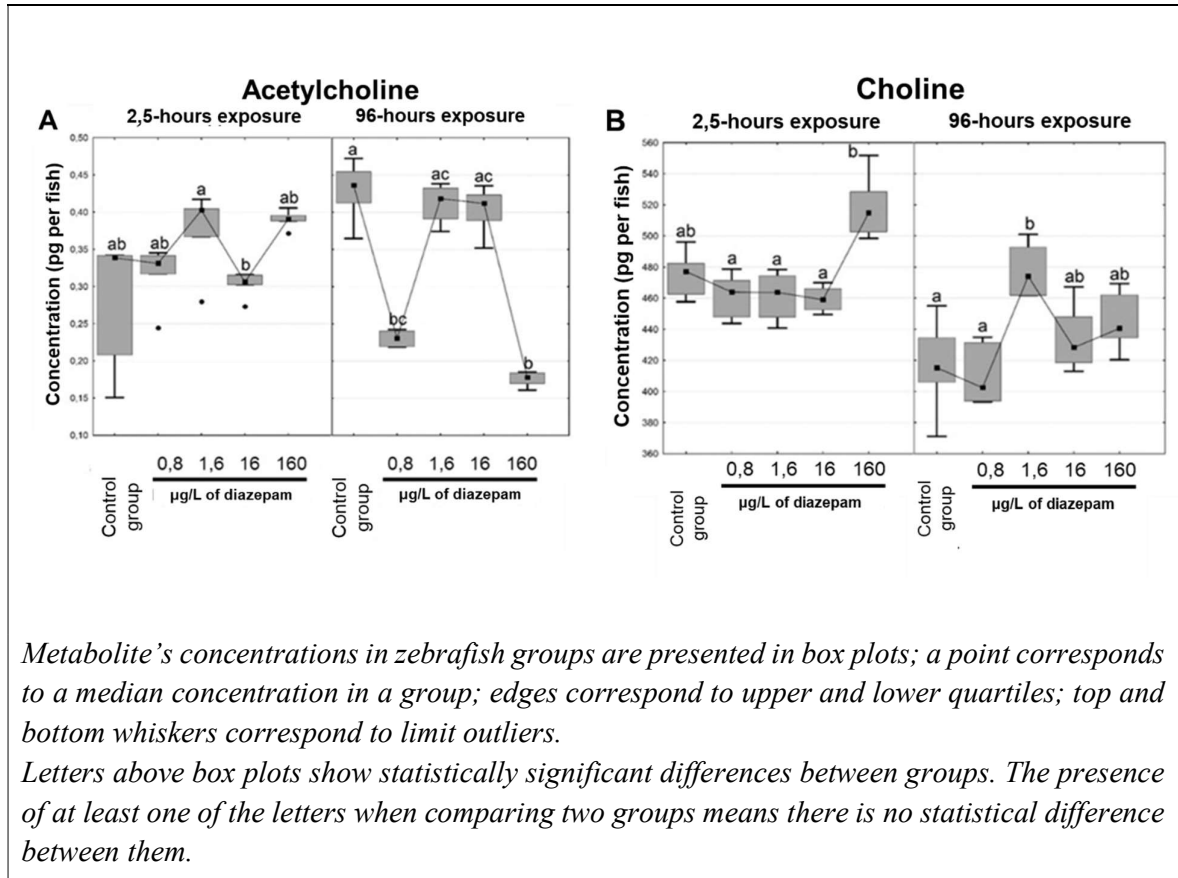 Acetylcholine
A
2,5-hours exposure
96-hours exposure
Concentration (pg per fish)
0,50
0,45
0,40
0,35
0,30
0,25
0,20
0,15
0,10
ab
ab
a
b
ab
a
bc
ac
ac
b
Control group
0,8
1,6
16
160
µg/L of diazepam
Control group
0,8
1,6
16
160
µg/L of diazepam
Choline
B
2,5-hours exposure
96-hours exposure
Concentration (pg per fish)
560
540
520
500
480
460
440
420
400
380
360
ab
a
a
a
b
a
a
b
ab
ab
Control group
0,8
1,6
16
160
µg/L of diazepam
Control group
0,8
1,6
16
160
µg/L of diazepam
Metabolite’s concentrations in zebrafish groups are presented in box plots; a point corresponds
to a median concentration in a group; edges correspond to upper and lower quartiles; top and
bottom whiskers correspond to limit outliers.
Letters above box plots show statistically significant differences between groups. The presence
of at least one of the letters when comparing two groups means there is no statistical difference
between them.